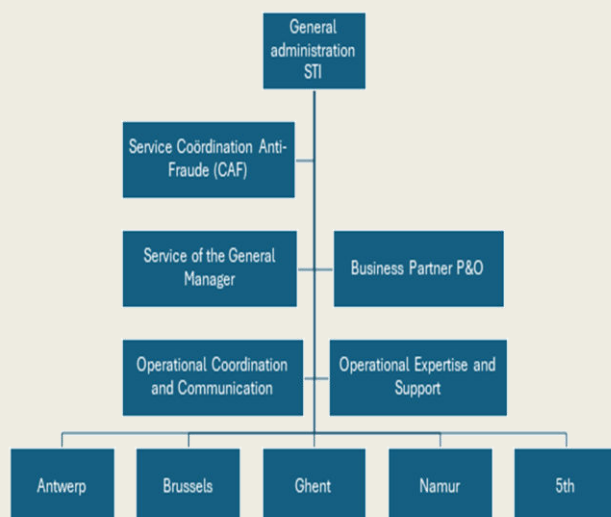 General
administration
STI
Service Coördination Anti-
Fraude (CAF)
Service of the General
Manager
Business Partner P&O
Operational Coordination
and Communication
Operational Expertise and
Support
Antwerp
Brussels
Ghent
Namur
5th